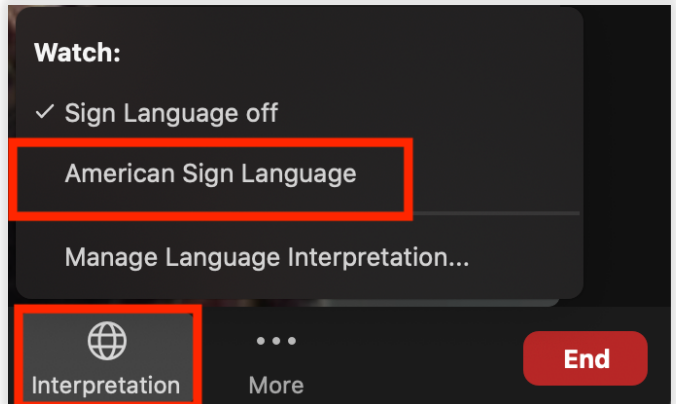 Watch:
✓ Sign Language off
American Sign Language
Manage Language Interpretation...
Interpretation
More
End